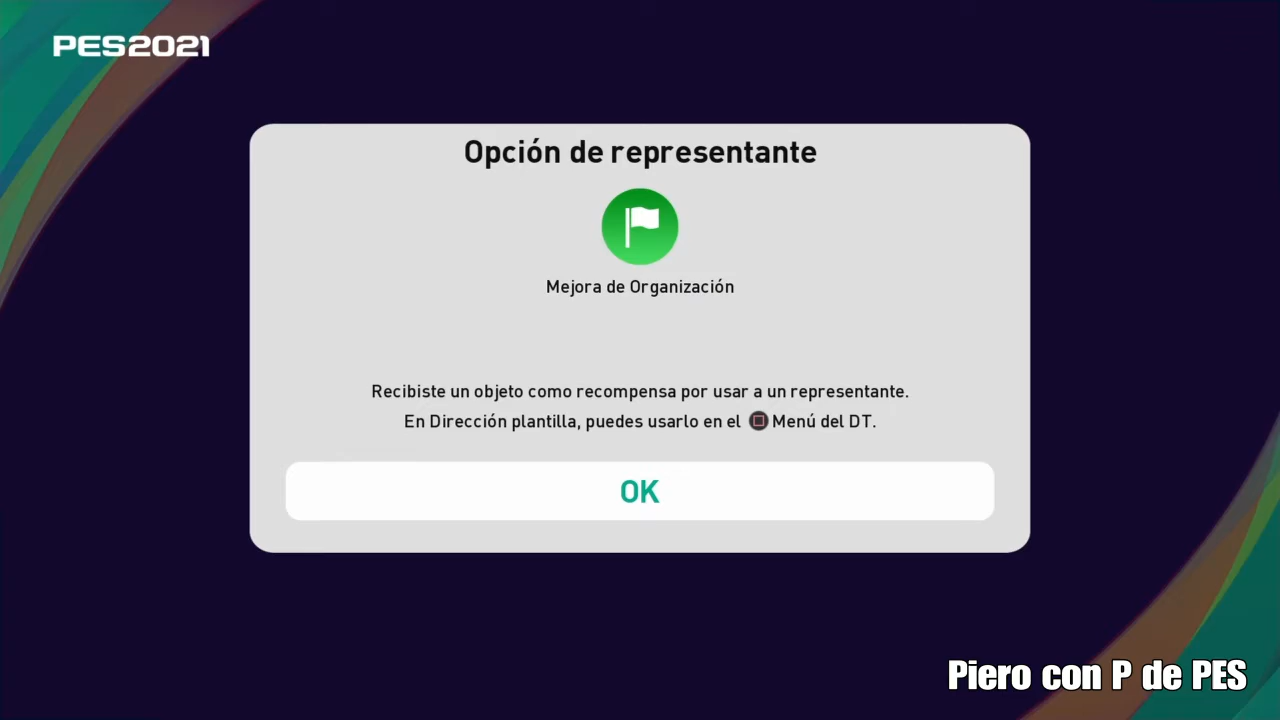 PES2021
Opción de representante
Mejora de Organización
Recibiste un objeto como recompensa por usar a un representante.
En Dirección plantilla, puedes usarlo en el Menú del DT.
OK
Piero con P de PES